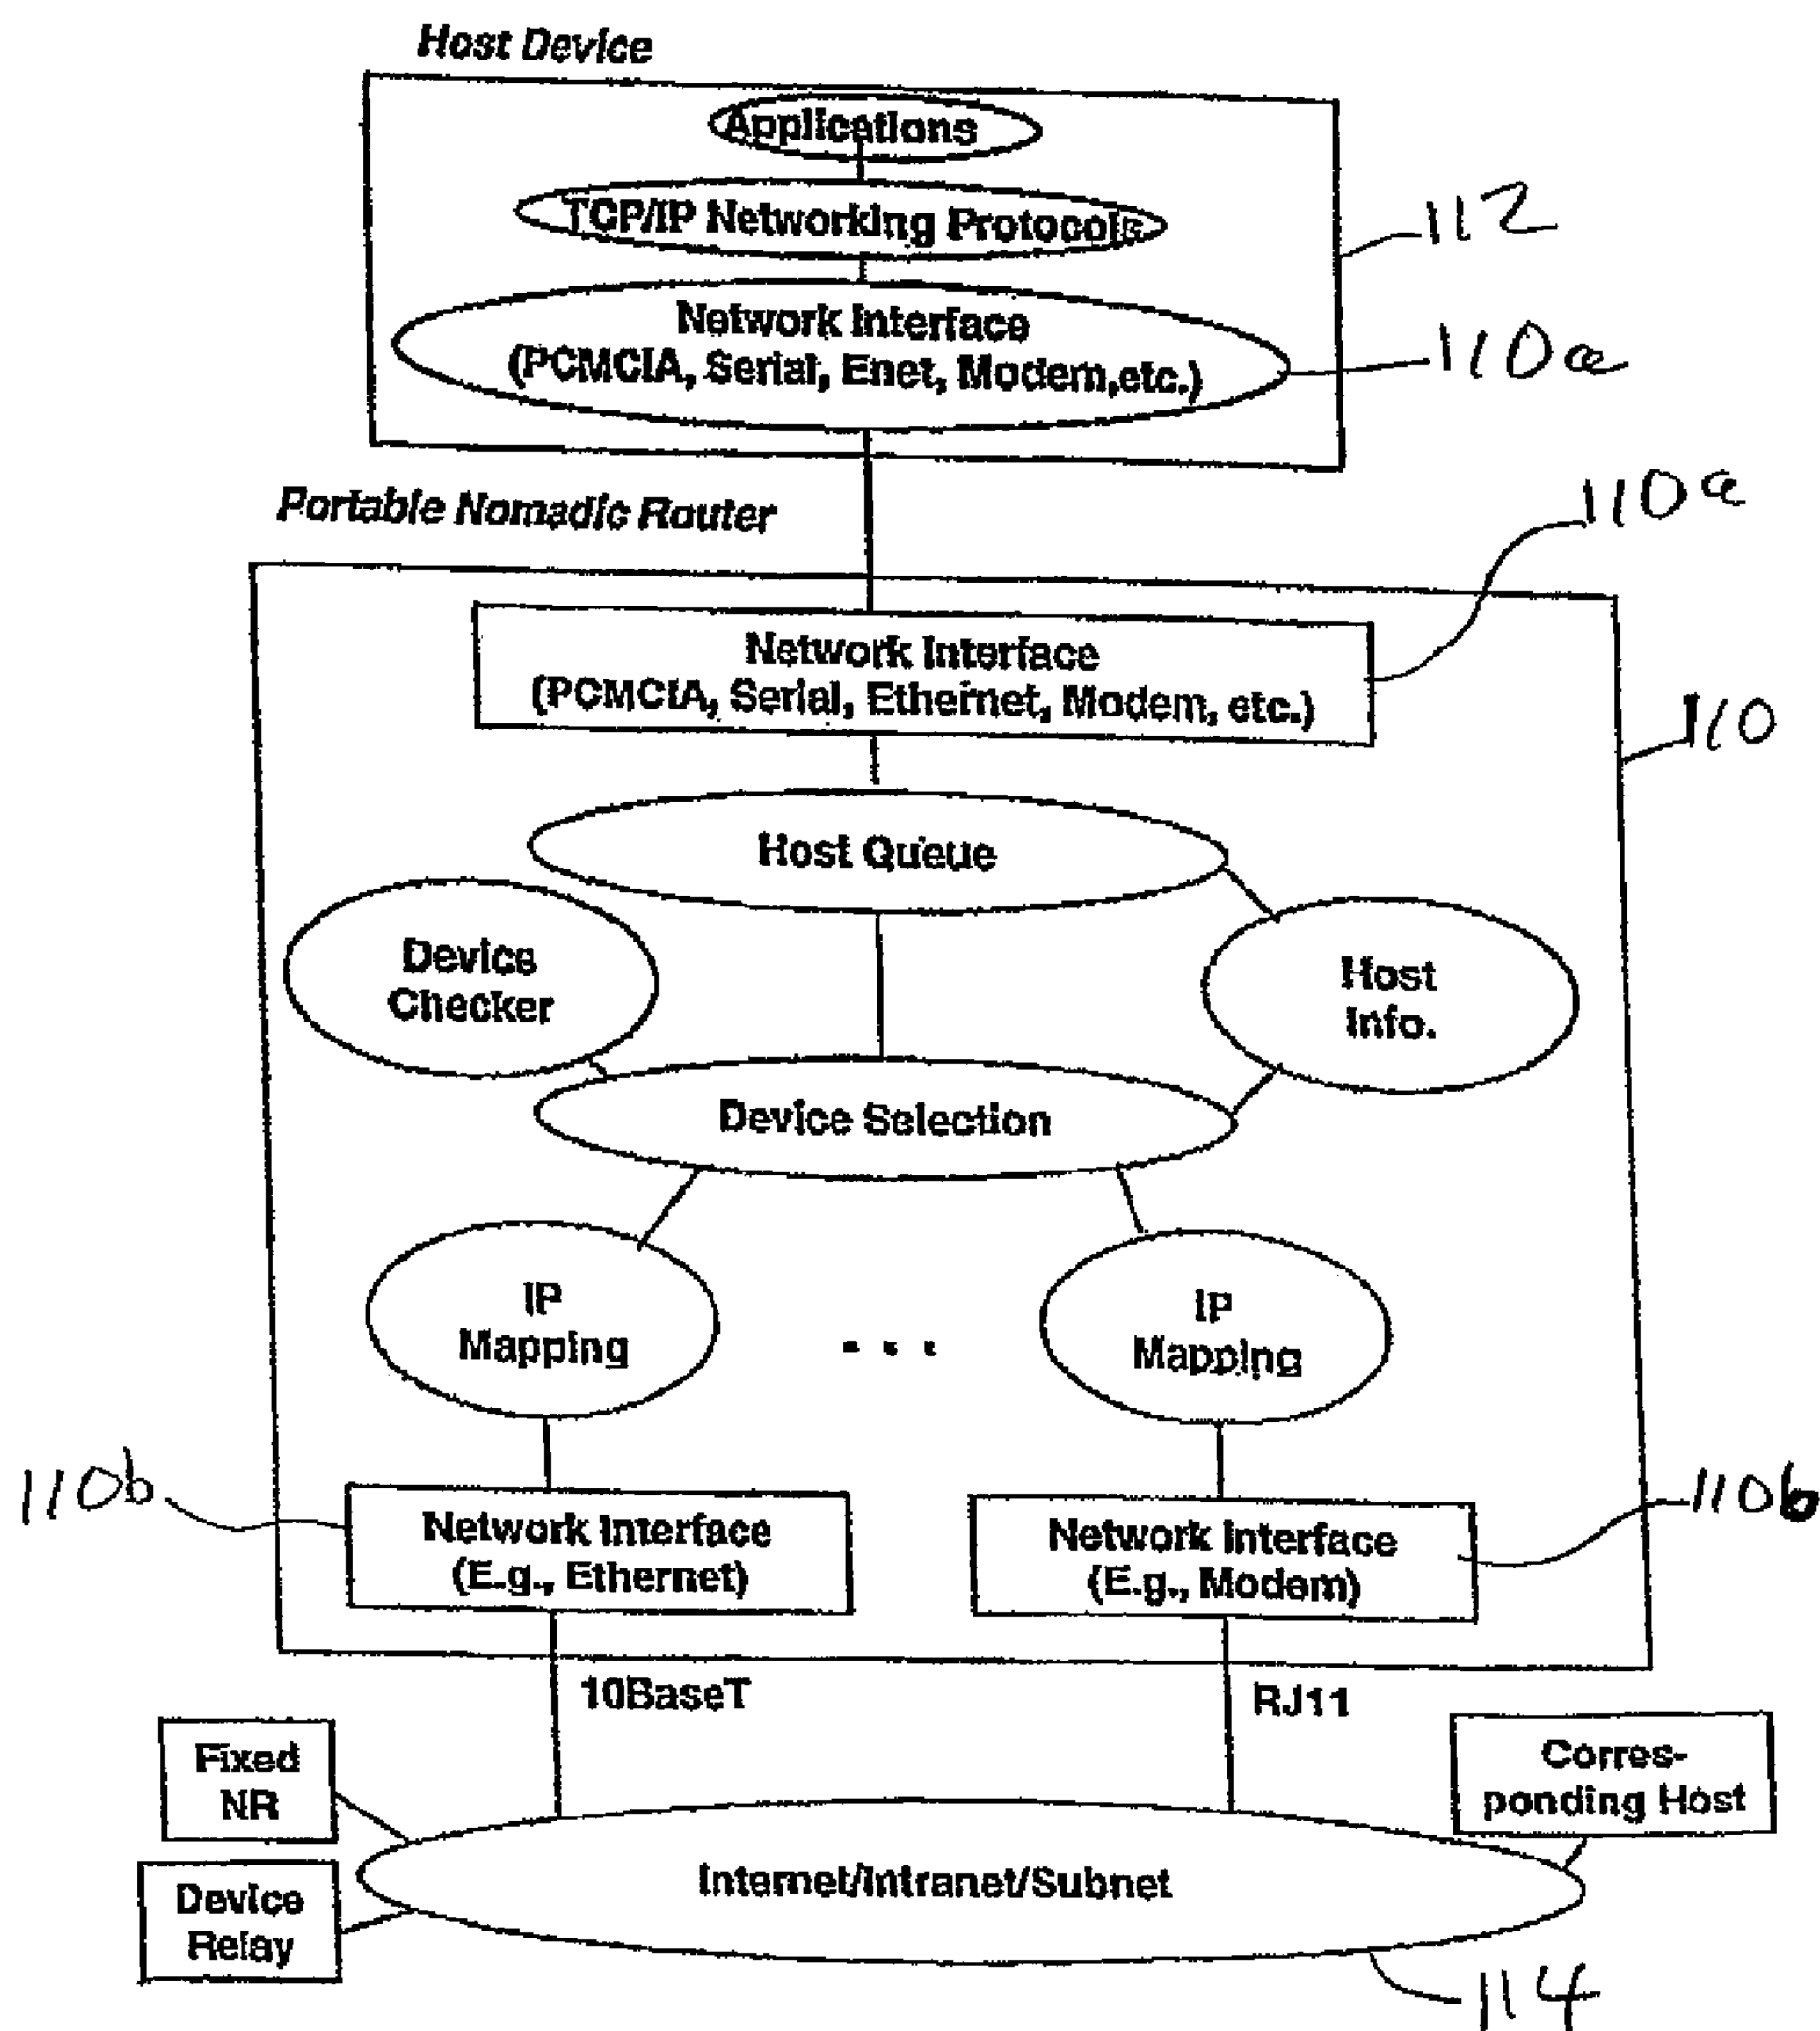 Host Device
Applications
TCP/IP Networking Protocols
112
Network Interface
(PCMCIA, Serial, Enet, Modem,etc.)
110a
Portable Nomadic Router
110a
Network Interface
(PCMCIA, Serial, Ethernet, Modem, etc.)
110
Host Queue
Device
Checker
Host
Info.
Device Selection
IP
Mapping
. . .
IP
Mapping
110b
Network Interface
(E.g., Ethernet)
Network Interface
(E.g., Modem)
110b
10BaseT
RJ11
Fixed
NR
Corres-
ponding Host
Device
Relay
Internet/Intranet/Subnet
114